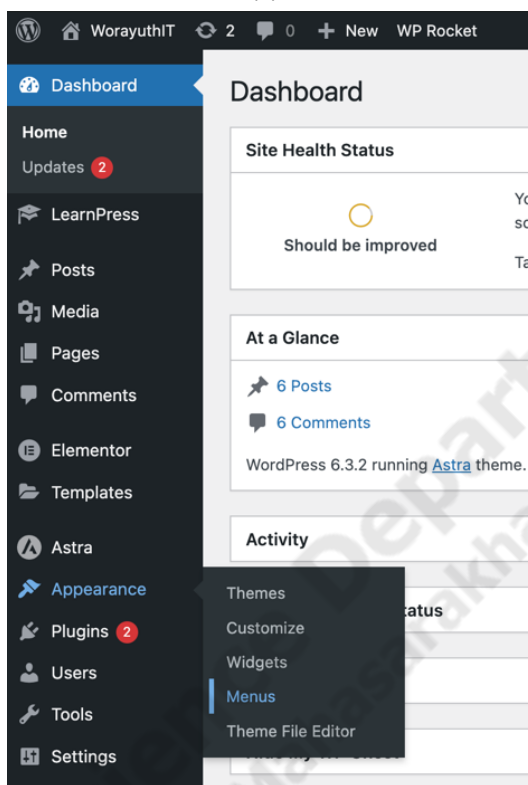 WorayuthIT 2 0 New WP Rocket
Dashboard
Home
Updates 2
LearnPress
Posts
Media
Pages
Comments
Elementor
Templates
Astra
Appearance
Plugins 2
Users
Tools
Settings
Themes
Customize
Widgets
Menus
Theme File Editor
Dashboard
Site Health Status
Should be improved
At a Glance
6 Posts
6 Comments
WordPress 6.3.2 running Astra theme.
Activity
tatus